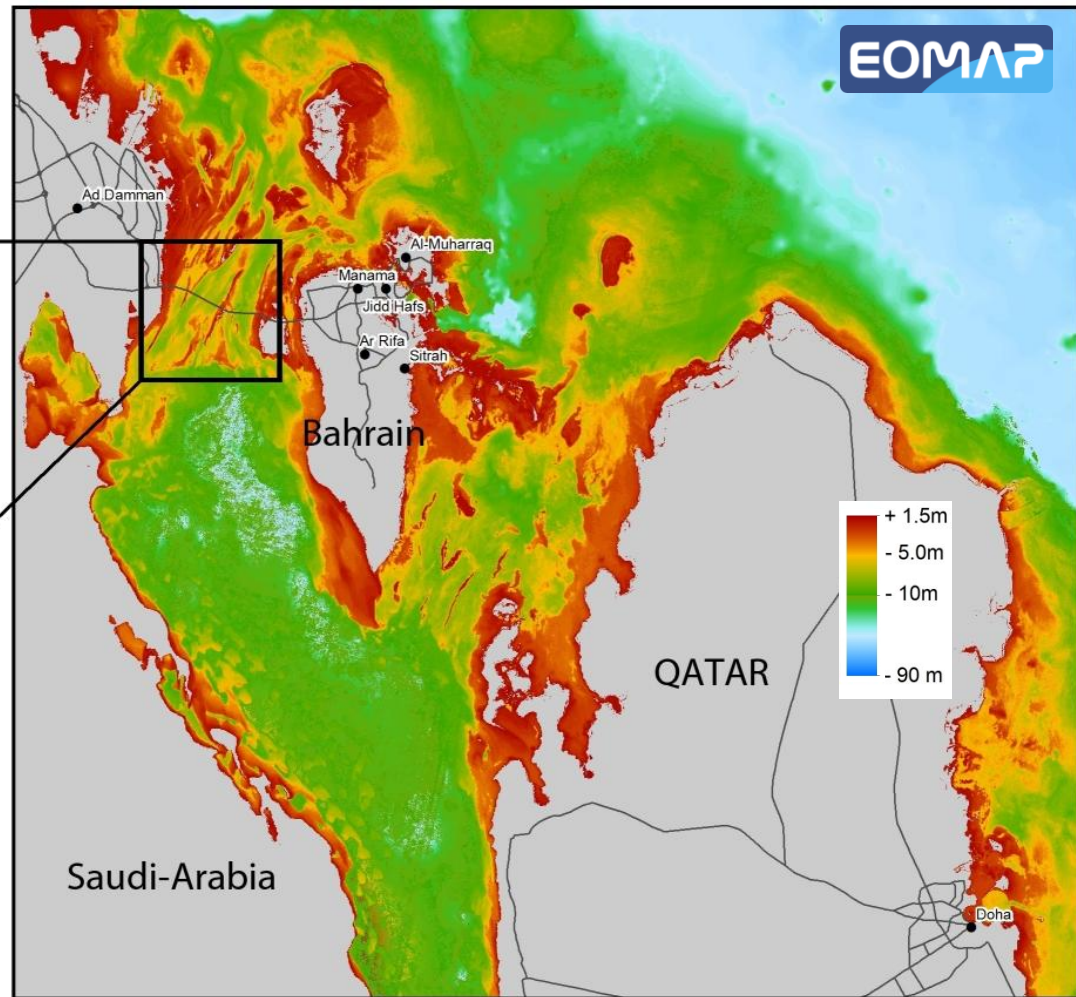 EOMAP
Ad Damman
Al-Muharraq
Manama
Jidd Hafs
Ar Rifa
Sitrah
Bahrain
+ 1.5m
- 5.0m
- 10m
- 90 m
QATAR
Saudi-Arabia
Doha